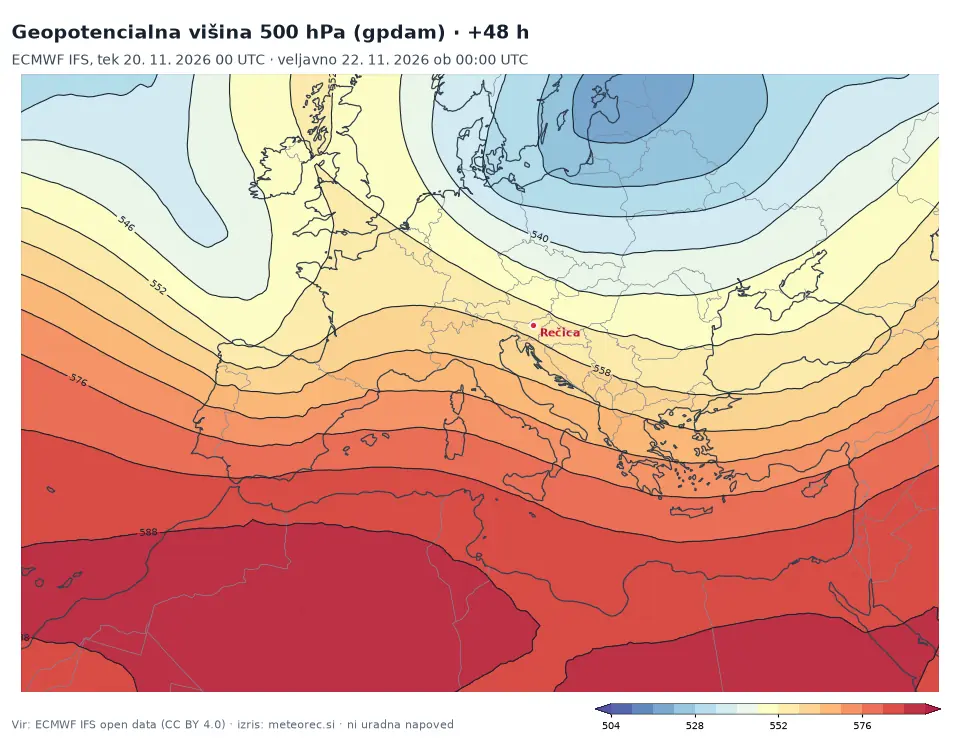 Geopotencialna višina 500 hPa (gpdam) · +48 h
ECMWF IFS, tek 20. 11. 2026 00 UTC · veljavno 22. 11. 2026 ob 00:00 UTC
552
546
540
552
Rečica
558
576
588
Vir: ECMWF IFS open data (CC BY 4.0) · izris: meteorec.si · ni uradna napoved
504 528 552 576